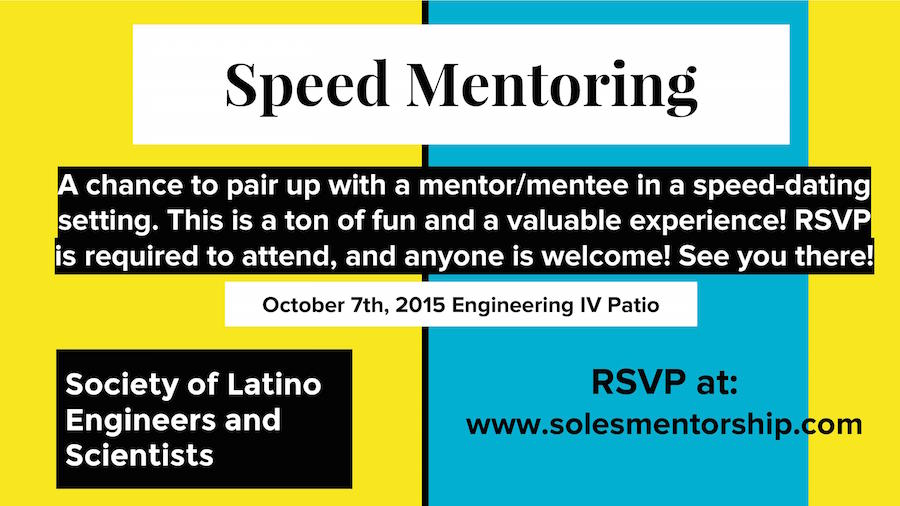 Speed Mentoring
A chance to pair up with a mentor/mentee in a speed-dating
setting. This is a ton of fun and a valuable experience! RSVP
is required to attend, and anyone is welcome! See you there!
October 7th, 2015 Engineering IV Patio
Society of Latino
Engineers and
Scientists
RSVP at:
www.solesmentorship.com